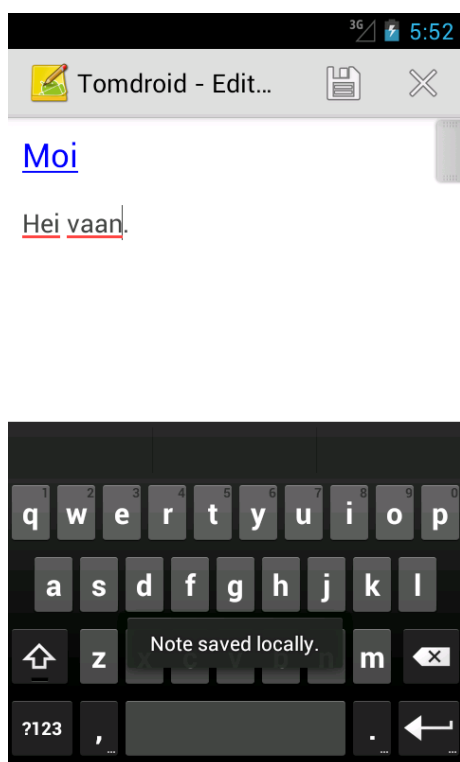 3G 5:52
Tomdroid - Edit...
Moi
Hei vaan.
1 2 3 4 5 6 7 8 9 0
q w e r t y u i o p
a s d f g h j k l
Note saved locally.
z x c v b n m
?123 , ... . ...